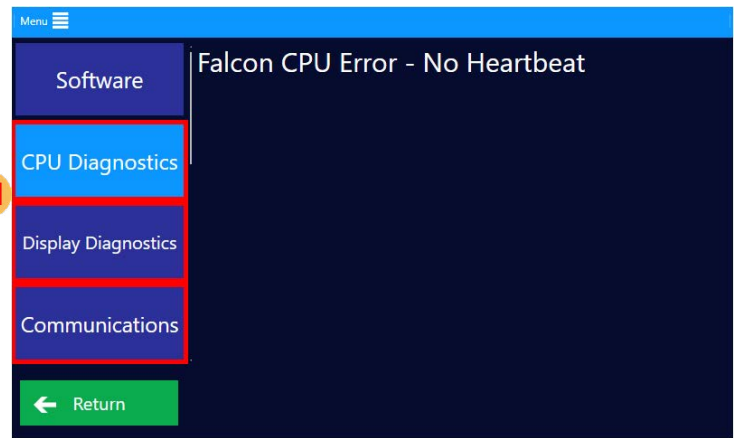 Menu
Software
Falcon CPU Error - No Heartbeat
CPU Diagnostics
Display Diagnostics
Communications
Return